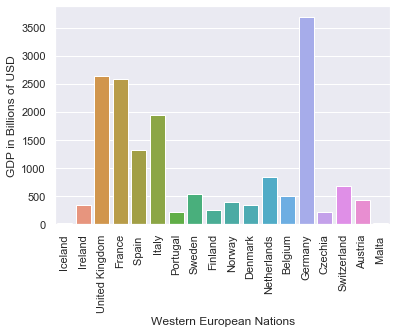 GDP in Billions of USD
3500
3000
2500
2000
1500
1000
500
0
Iceland
Ireland
United Kingdom
France
Spain
Italy
Portugal
Sweden
Finland
Norway
Denmark
Netherlands
Belgium
Germany
Czechia
Switzerland
Austria
Malta
Western European Nations